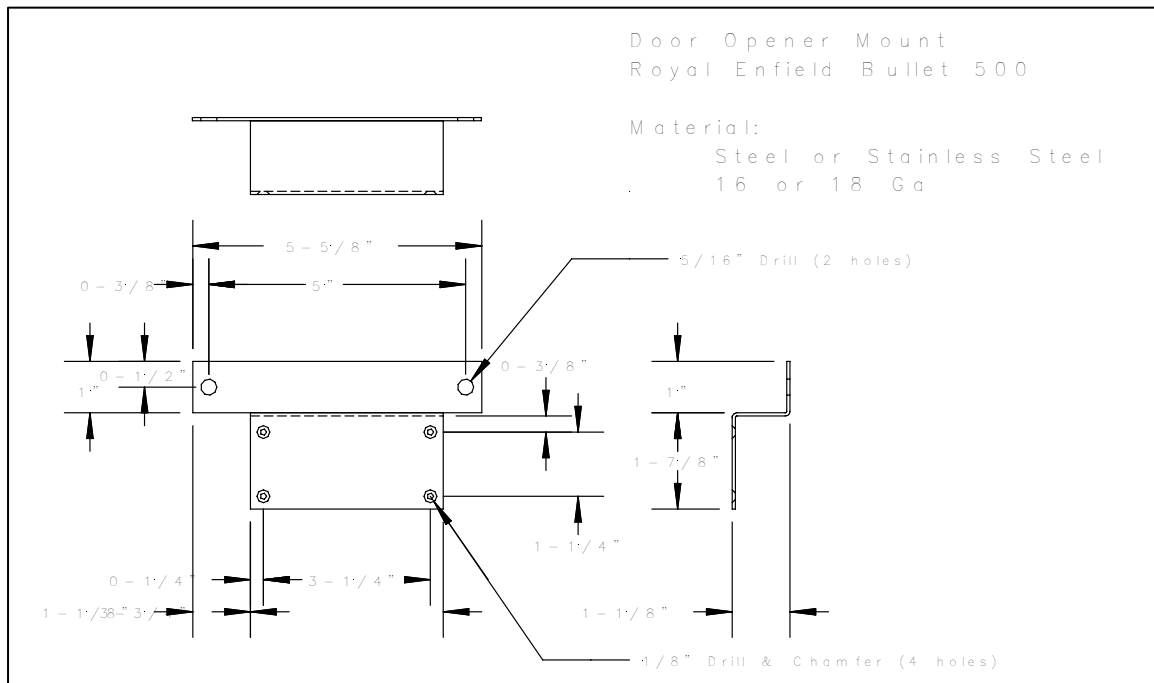 Door Opener Mount
Royal Enfield Bullet 500
Material:
Steel or Stainless Steel
16 or 18 Ga
5-5/8"
5/16" Drill (2 holes)
0-3/8"
5"
0-3/8"
0-1/2"
1"
1"
1-7/8"
1-1/4"
0-1/4"
3-1/4"
1-1/8"
1-1/8"
1/8" Drill & Chamfer (4 holes)